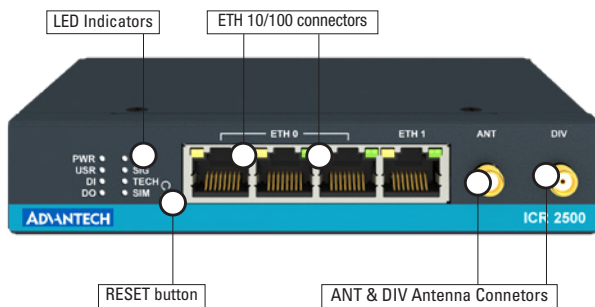 LED Indicators
ETH 10/100 connectors
ETH 0
ETH 1
ANT
DIV
PWR
USR
SIG
DI
TECH
DO
SIM
ADVANTECH
ICR 2500
RESET button
ANT & DIV Antenna Connetors